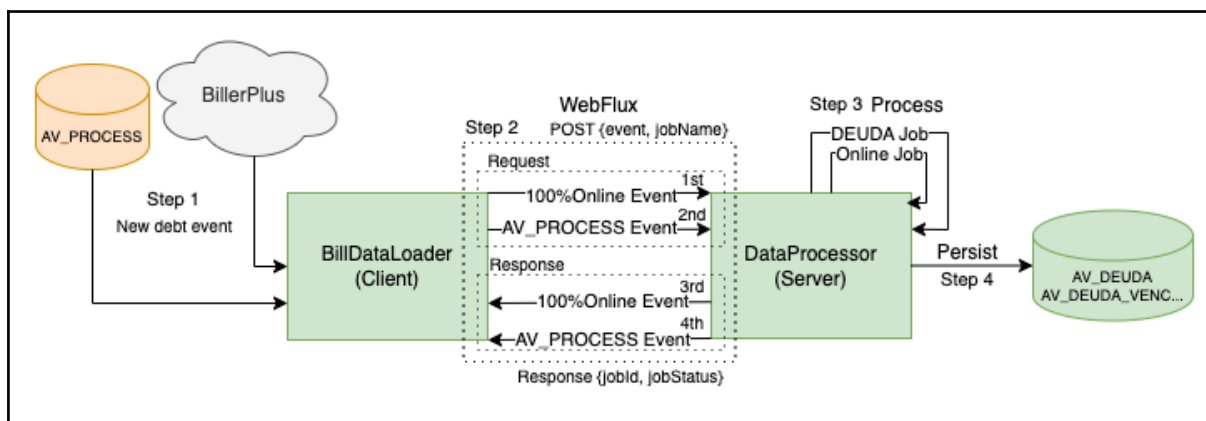 BillerPlus
AV_PROCESS
Step 1
New debt event
BillDataLoader
(Client)
WebFlux
Step 2
POST {event, jobName}
Request
1st
100%Online Event
2nd
AV_PROCESS Event
Response
3rd
100%Online Event
4th
AV_PROCESS Event
Response {jobId, jobStatus}
Step 3 Process
DEUDA Job
Online Job
DataProcessor
(Server)
Persist
Step 4
AV_DEUDA
AV_DEUDA_VENC...